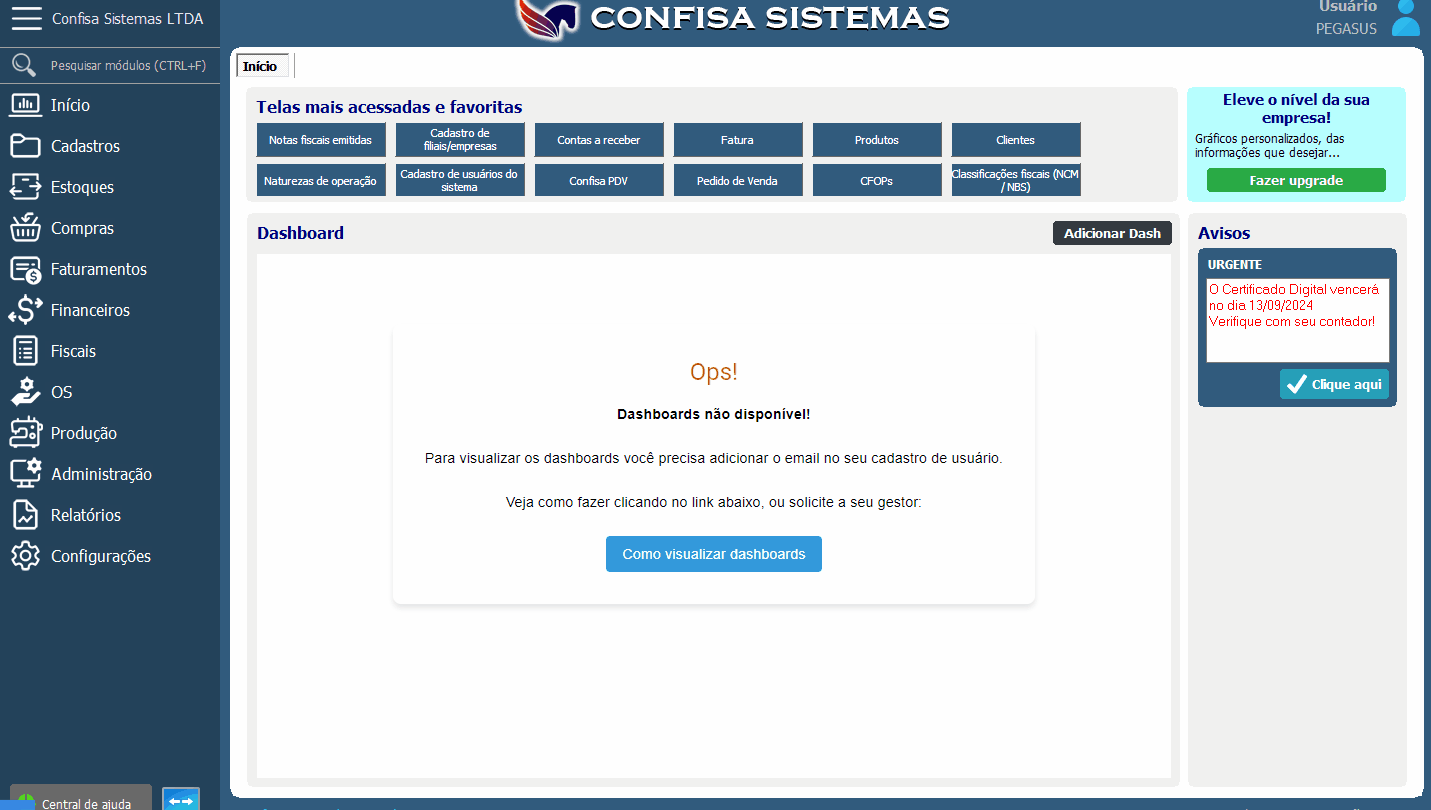 Confisa Sistemas LTDA
CONFISA SISTEMAS
Usuário
PEGASUS
Pesquisar módulos (CTRL+F)
Início
Cadastros
Estoques
Compras
Faturamentos
Financeiros
Fiscais
OS
Produção
Administração
Relatórios
Configurações
Central de ajuda
Início
Telas mais acessadas e favoritas
Notas fiscais emitidas
Cadastro de
filiais/empresas
Contas a receber
Fatura
Produtos
Clientes
Naturezas de operação
Cadastro de usuários do
sistema
Confisa PDV
Pedido de Venda
CFOPs
Classificações fiscais (NCM
/ NBS)
Eleve o nível da sua
empresa!
Gráficos personalizados, das
informações que desejar...
Fazer upgrade
Dashboard
Adicionar Dash
Ops!
Dashboards não disponível!
Para visualizar os dashboards você precisa adicionar o email no seu cadastro de usuário.
Veja como fazer clicando no link abaixo, ou solicite a seu gestor:
Como visualizar dashboards
Avisos
URGENTE
O Certificado Digital vencerá
no dia 13/09/2024
Verifique com seu contador!
Clique aqui